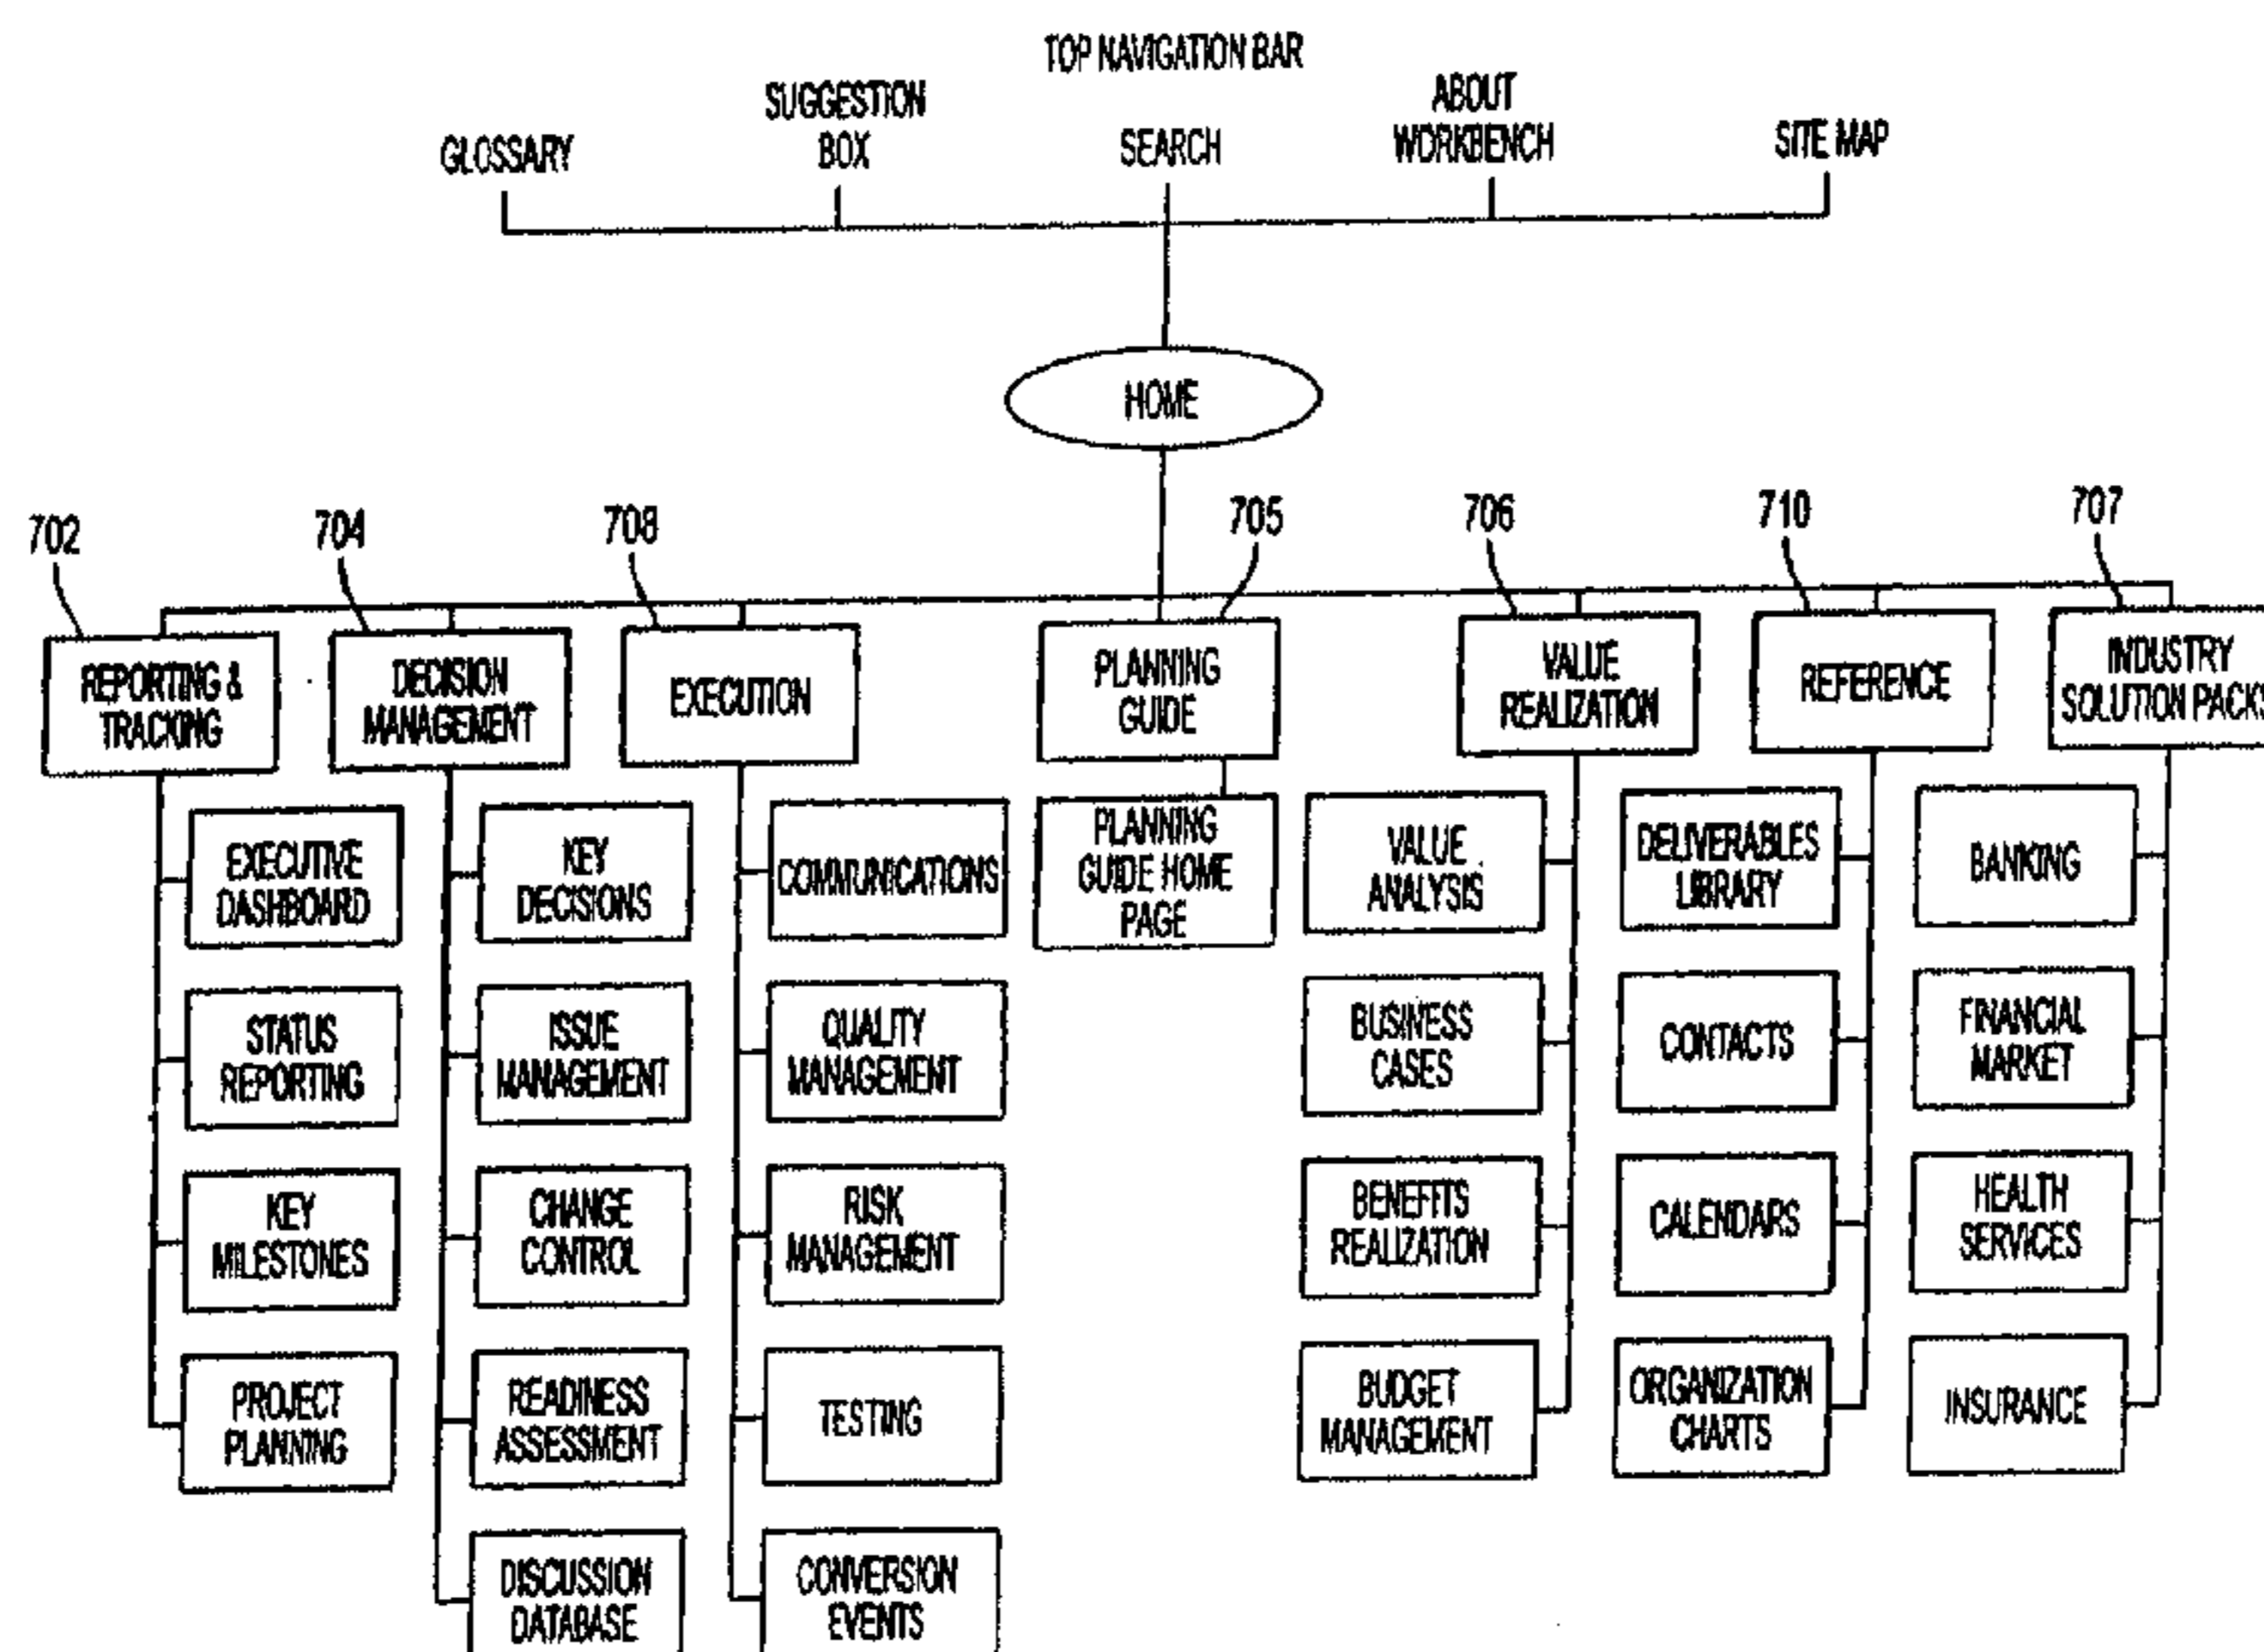 TOP NAVIGATION BAR
GLOSSARY
SUGGESTION
BOX
SEARCH
ABOUT
WORKBENCH
SITE MAP
HOME
702
704
708
705
706
710
707
REPORTING &
TRACKING
DECISION
MANAGEMENT
EXECUTION
PLANNING
GUIDE
VALUE
REALIZATION
REFERENCE
INDUSTRY
SOLUTION PACKS
EXECUTIVE
DASHBOARD
STATUS
REPORTING
KEY
MILESTONES
PROJECT
PLANNING
KEY
DECISIONS
ISSUE
MANAGEMENT
CHANGE
CONTROL
READINESS
ASSESSMENT
DISCUSSION
DATABASE
COMMUNICATIONS
QUALITY
MANAGEMENT
RISK
MANAGEMENT
TESTING
CONVERSION
EVENTS
PLANNING
GUIDE HOME
PAGE
VALUE
ANALYSIS
BUSINESS
CASES
BENEFITS
REALIZATION
BUDGET
MANAGEMENT
DELIVERABLES
LIBRARY
CONTACTS
CALENDARS
ORGANIZATION
CHARTS
BANKING
FINANCIAL
MARKET
HEALTH
SERVICES
INSURANCE